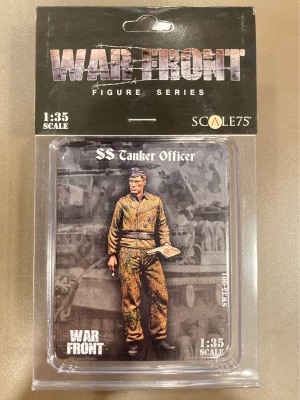 WAR FRONT
FIGURE SERIES
1:35
SCALE
SCALE75
SS Tanker Officer
WAR
FRONT
1:35
SCALE